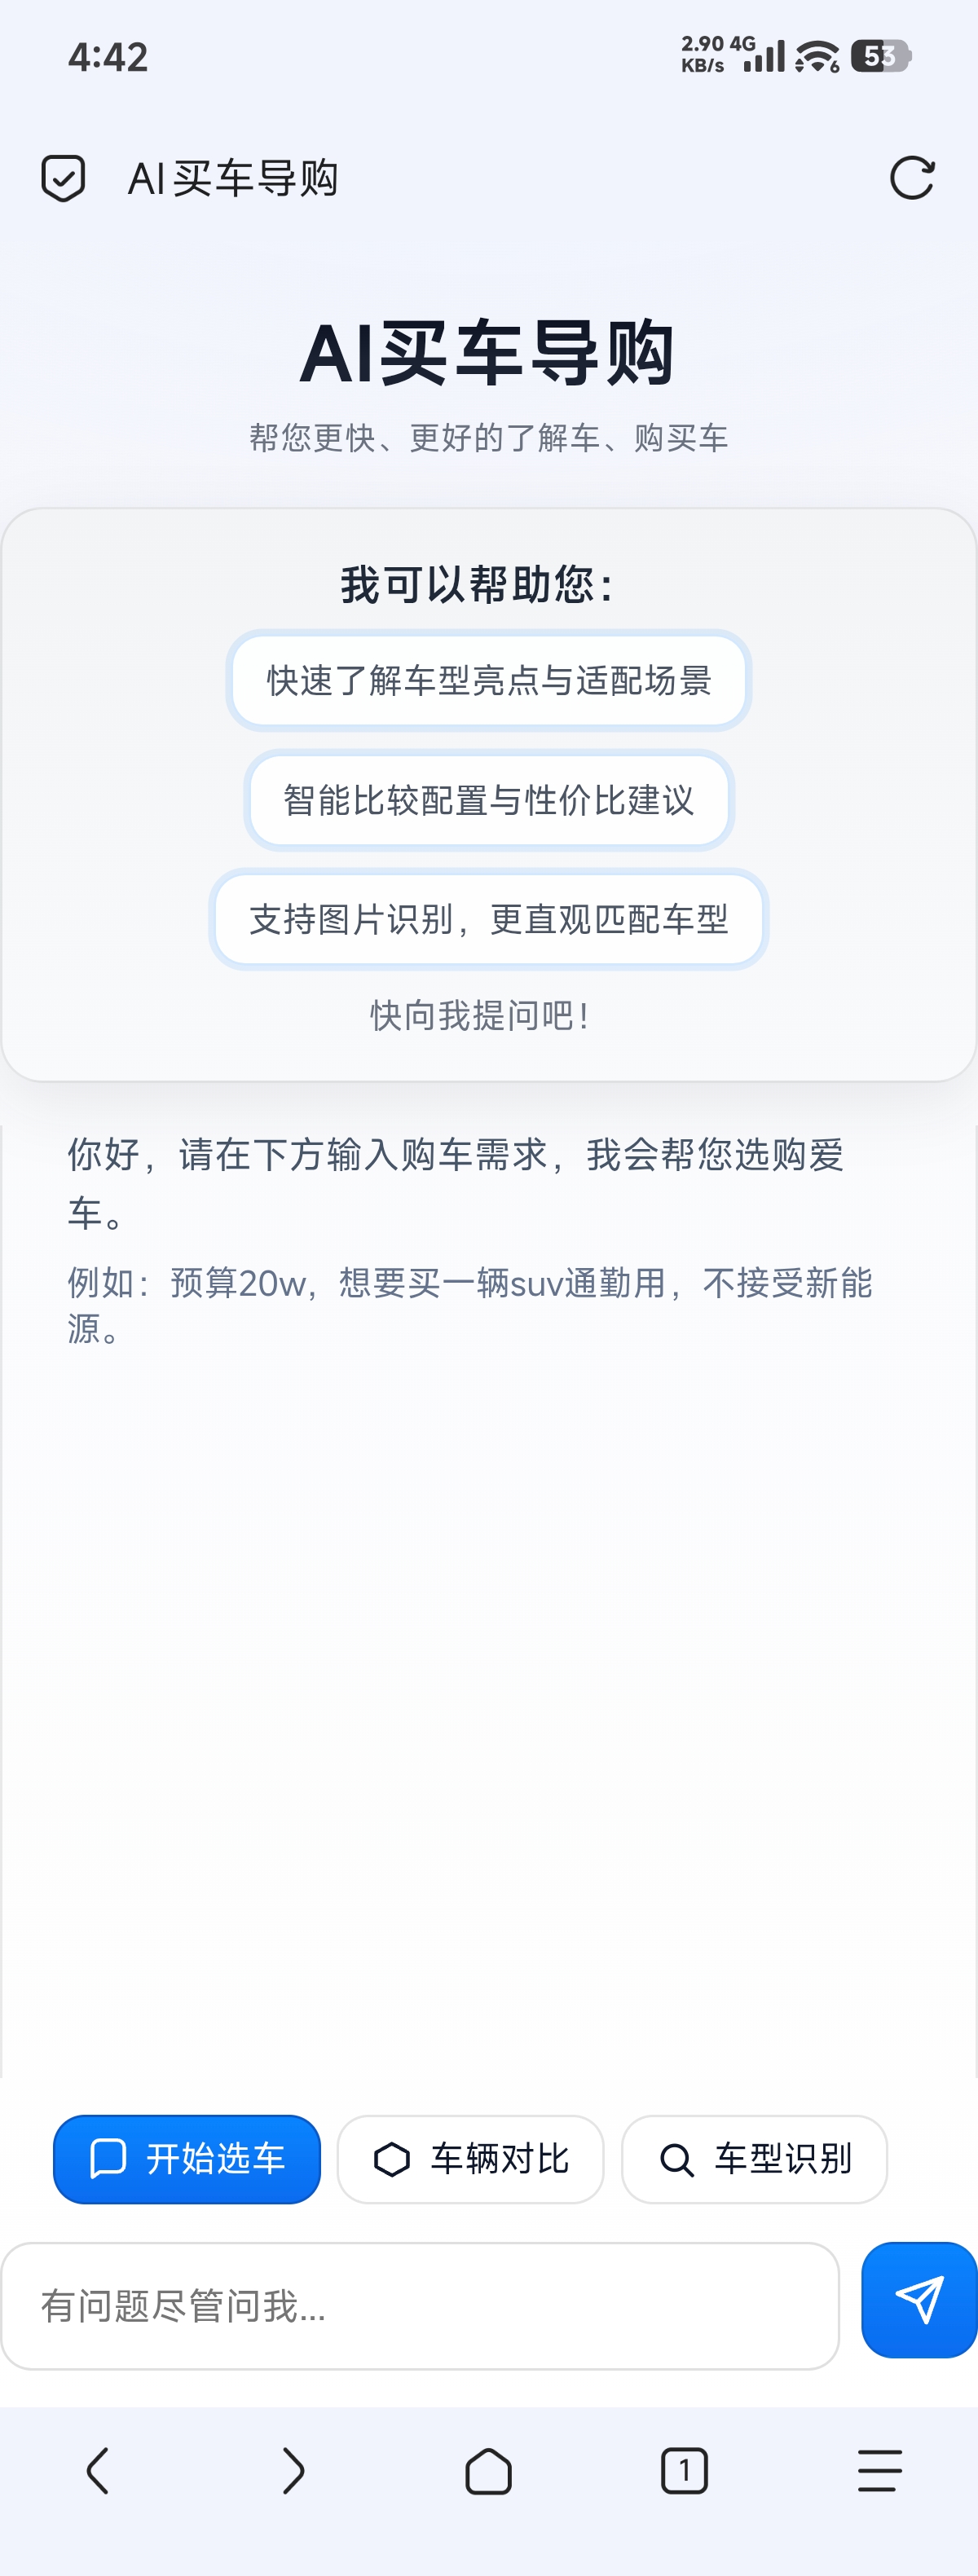 4:42
2.90 4G
KB/s
6
53
AI买车导购
AI买车导购
帮您更快、更好的了解车、购买车
我可以帮助您：
快速了解车型亮点与适配场景
智能比较配置与性价比建议
支持图片识别，更直观匹配车型
快向我提问吧！
你好，请在下方输入购车需求，我会帮您选购爱
车。
例如：预算20w，想要买一辆suv通勤用，不接受新能
源。
开始选车
车辆对比
车型识别
有问题尽管问我...
1